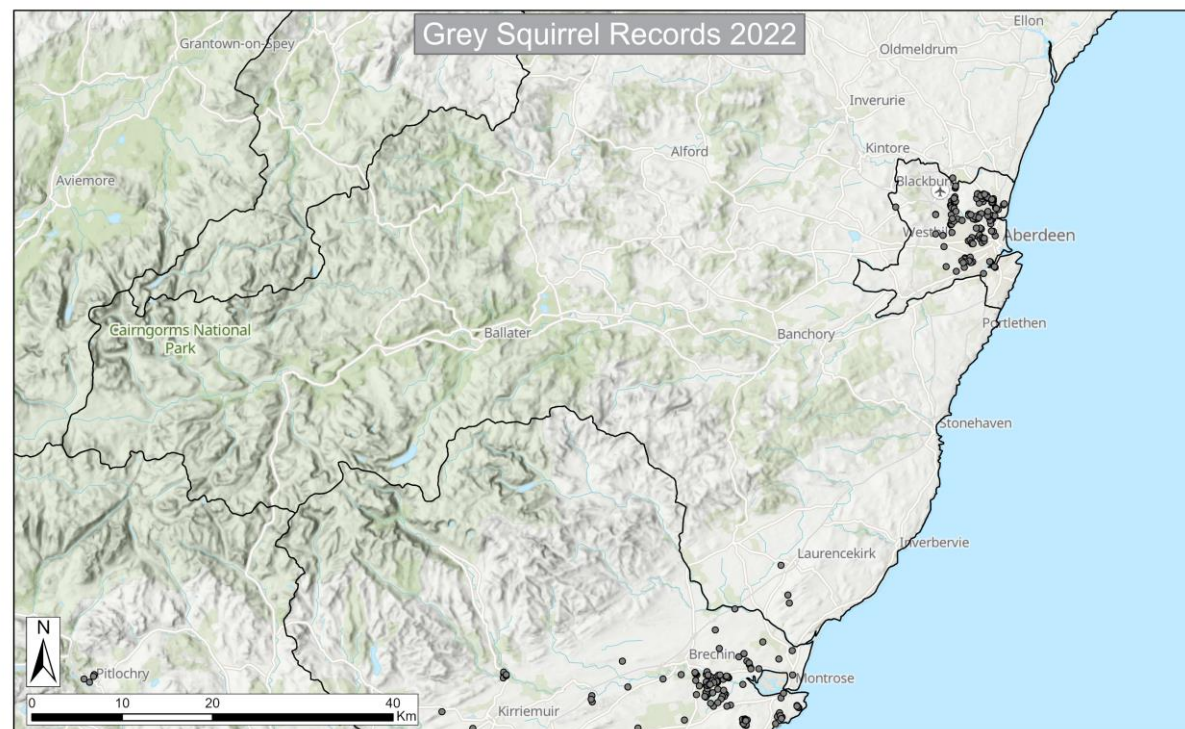 Grey Squirrel Records 2022
Ellon
Grantown-on-Spey
Oldmeldrum
Inverurie
Kintore
Alford
Aviemore
Blackburn
Westhill
Aberdeen
Cairngorms National
Park
Ballater
Banchory
Portlethen
Stonehaven
Inverbervie
Laurencekirk
N
Brechin
Pitlochry
Montrose
Kirriemuir
0 10 20 40
Km